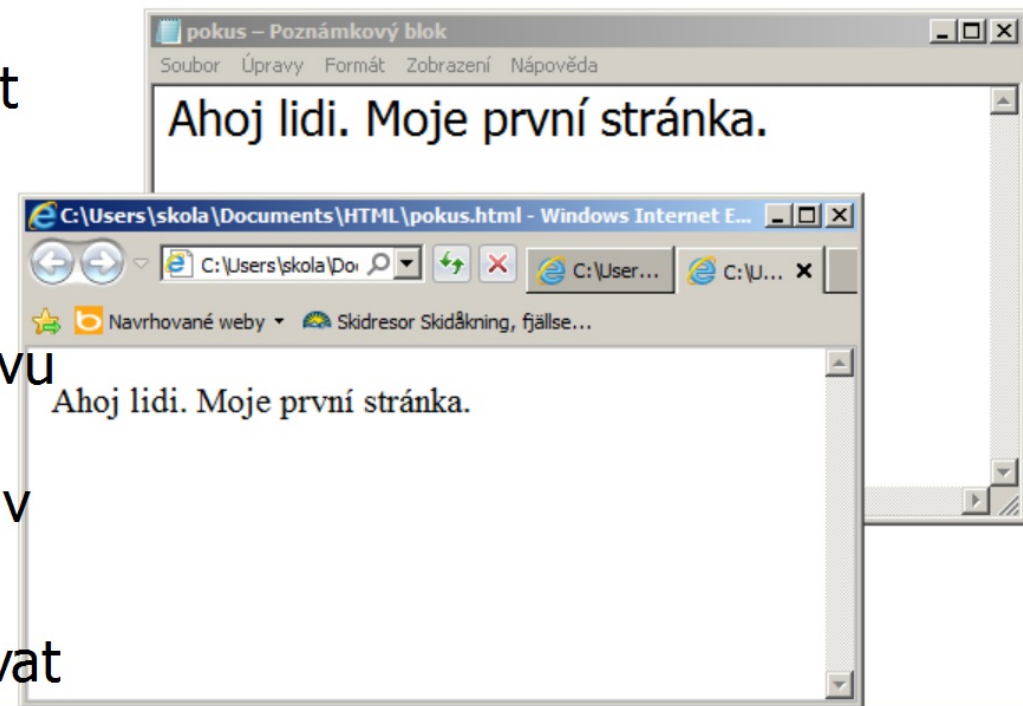 pokus – Poznámkový blok
Soubor Úpravy Formát Zobrazení Nápověda
t
Ahoj lidi. Moje první stránka.
C:\Users\skola\Documents\HTML\pokus.html - Windows Internet E...
C:\Users\skola\Do
C:\User...
C:\U...
Navrhované weby
Skidresor Skidåkning, fjällse...
vu
Ahoj lidi. Moje první stránka.
v
vat